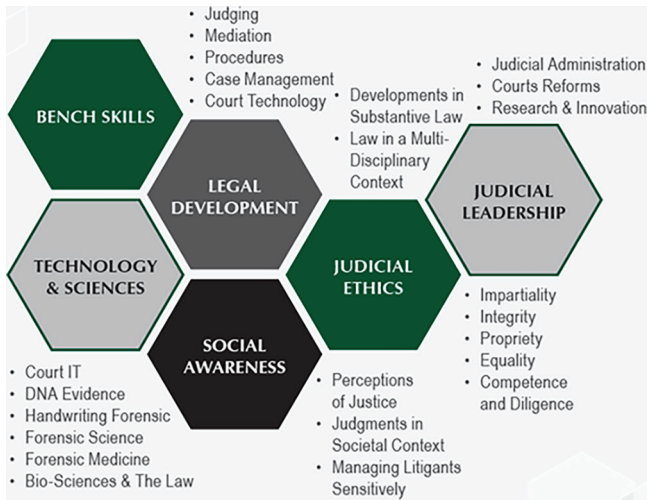 BENCH SKILLS
• Judging
• Mediation
• Procedures
• Case Management
• Court Technology
LEGAL
DEVELOPMENT
• Developments in
Substantive Law
• Law in a Multi-
Disciplinary
Context
JUDICIAL
LEADERSHIP
• Judicial Administration
• Courts Reforms
• Research & Innovation
TECHNOLOGY
& SCIENCES
• Court IT
• DNA Evidence
• Handwriting Forensic
• Forensic Science
• Forensic Medicine
• Bio-Sciences & The Law
SOCIAL
AWARENESS
• Perceptions
of Justice
• Judgments in
Societal Context
• Managing Litigants
Sensitively
JUDICIAL
ETHICS
• Impartiality
• Integrity
• Propriety
• Equality
• Competence
and Diligence